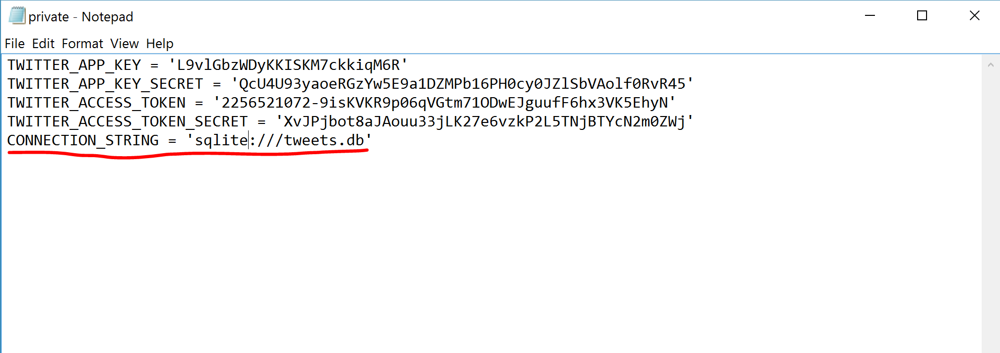 private - Notepad
File Edit Format View Help
TWITTER_APP_KEY = 'L9vlGbzWDyKKISKM7ckkiqM6R'
TWITTER_APP_KEY_SECRET = 'QcU4U93yaoeRGzYw5E9a1DZMPb16PH0cy0JZlSbVAolf0RvR45'
TWITTER_ACCESS_TOKEN = '2256521072-9isKVKR9p06qVGtm71ODwEJguufF6hx3VK5EhyN'
TWITTER_ACCESS_TOKEN_SECRET = 'XvJPjbot8aJAouu33jLK27e6vzkP2L5TNjBTYcN2m0ZWj'
CONNECTION_STRING = 'sqlite:///tweets.db'